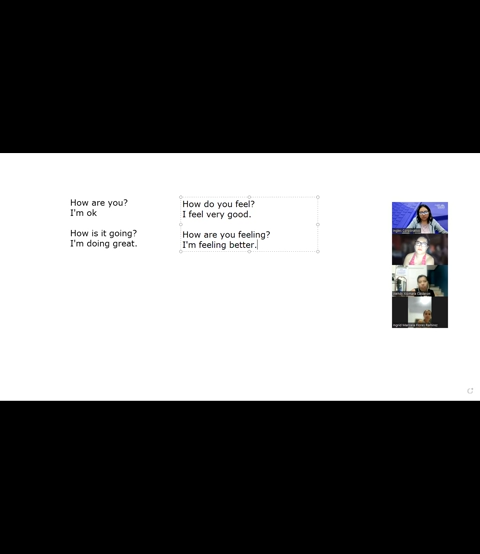 How are you?
I'm ok
How is it going?
I'm doing great.
How do you feel?
I feel very good.
How are you feeling?
I'm feeling better.